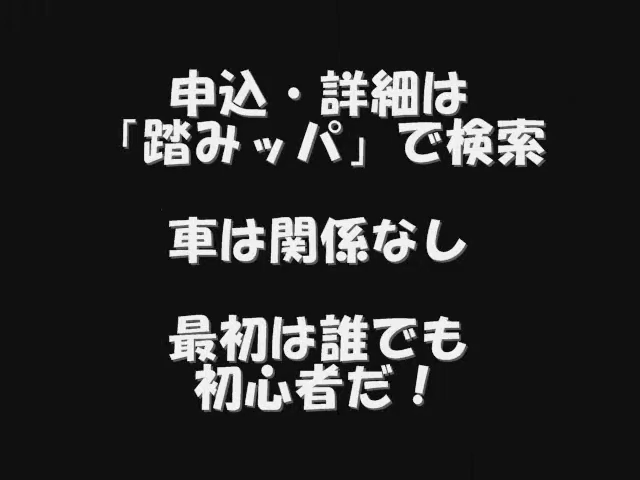 申込・詳細は
「踏みッパ」で検索
車は関係なし
最初は誰でも
初心者だ！